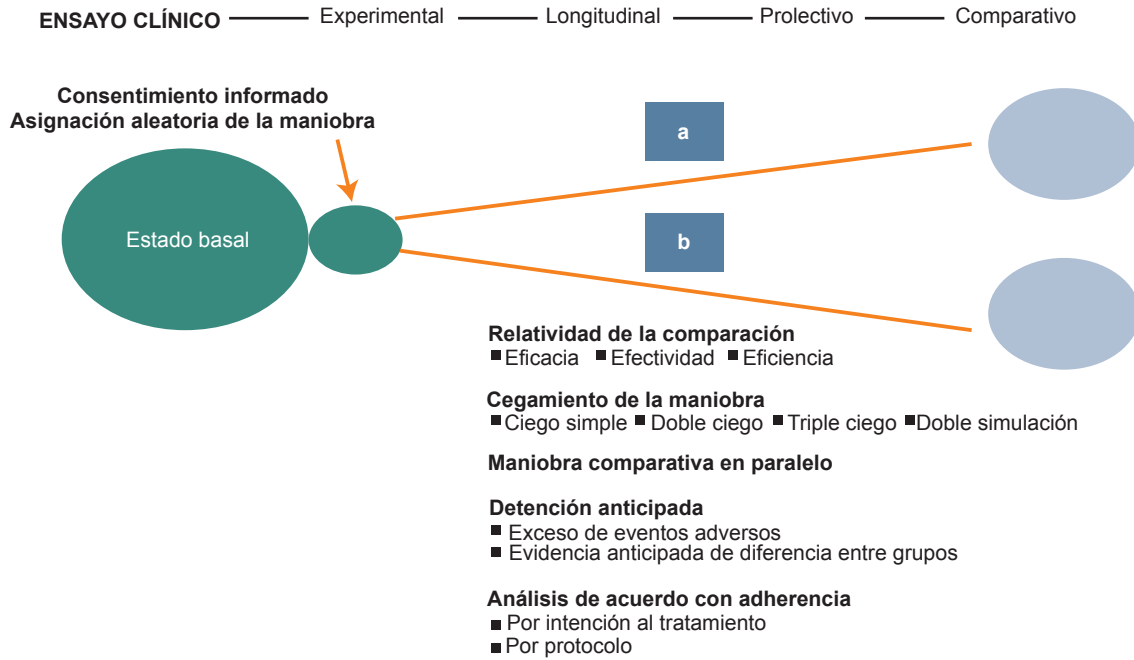 ENSAYO CLÍNICO Experimental Longitudinal Prolectivo Comparativo
Consentimiento informado
Asignación aleatoria de la maniobra
a
Estado basal
b
Relatividad de la comparación
Eficacia Efectividad Eficiencia
Cegamiento de la maniobra
Ciego simple Doble ciego Triple ciego Doble simulación
Maniobra comparativa en paralelo
Detención anticipada
Exceso de eventos adversos
Evidencia anticipada de diferencia entre grupos
Análisis de acuerdo con adherencia
Por intención al tratamiento
Por protocolo